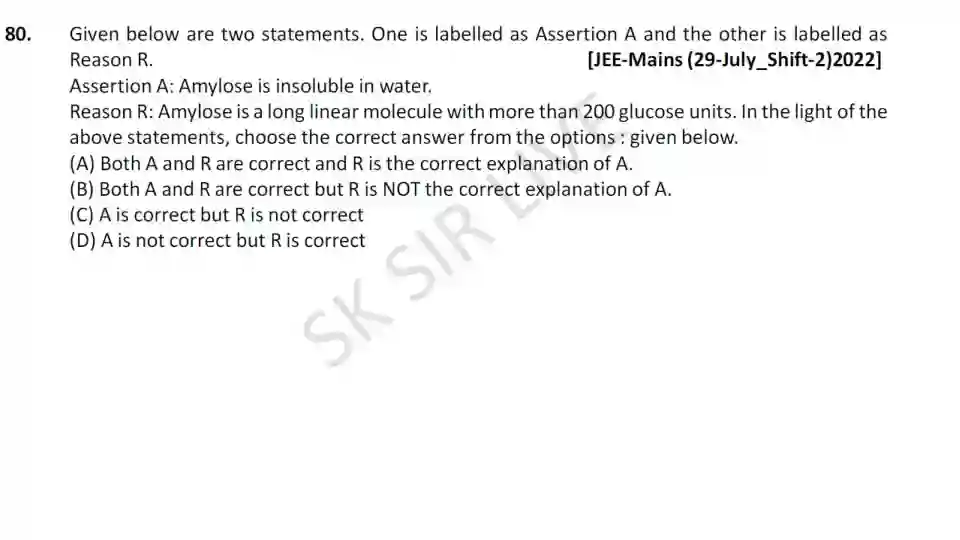 80. Given below are two statements. One is labelled as Assertion A and the other is labelled as
Reason R. [JEE-Mains (29-July_Shift-2)2022]
Assertion A: Amylose is insoluble in water.
Reason R: Amylose is a long linear molecule with more than 200 glucose units. In the light of the
above statements, choose the correct answer from the options : given below.
(A) Both A and R are correct and R is the correct explanation of A.
(B) Both A and R are correct but R is NOT the correct explanation of A.
(C) A is correct but R is not correct
(D) A is not correct but R is correct
SK SIR LIVE